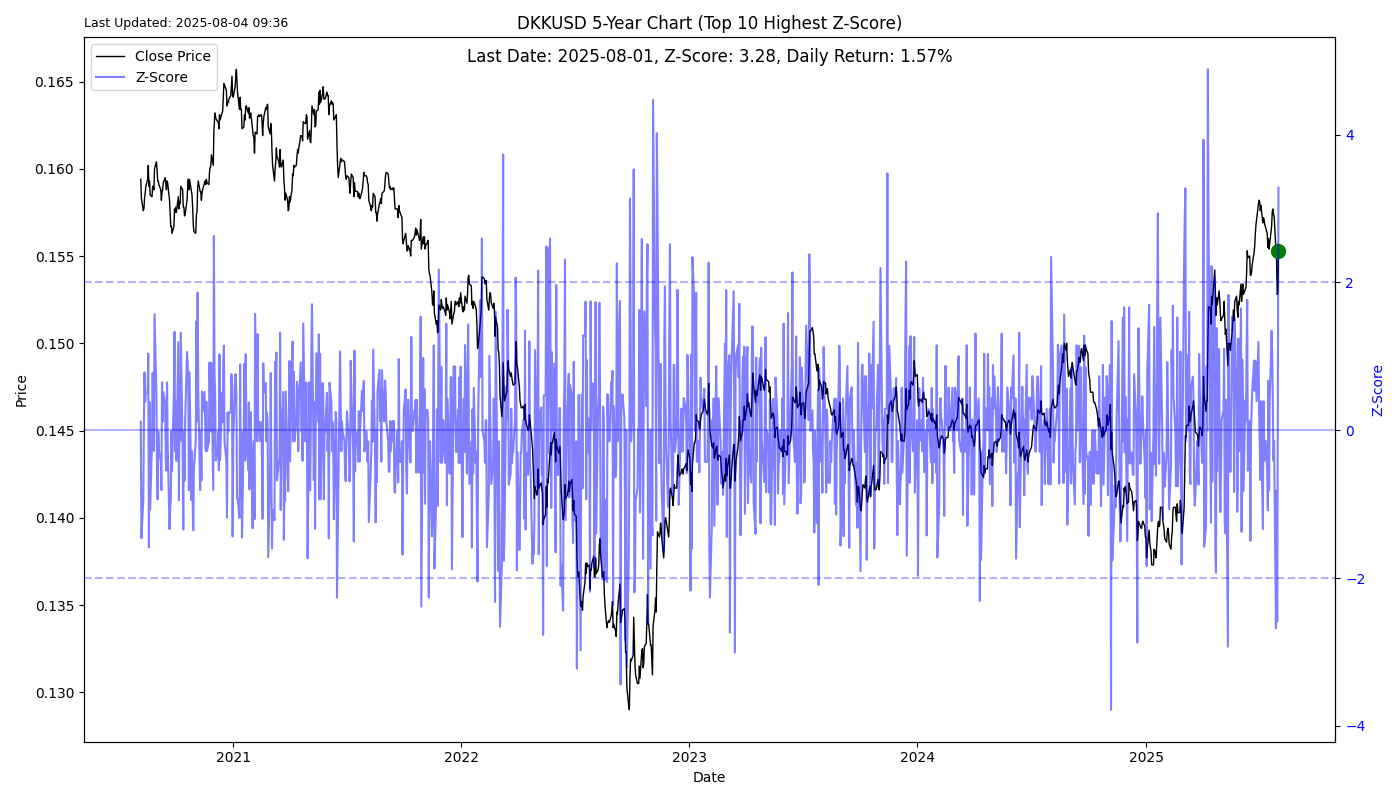 Last Updated: 2025-08-04 09:36
DKKUSD 5-Year Chart (Top 10 Highest Z-Score)
Last Date: 2025-08-01, Z-Score: 3.28, Daily Return: 1.57%
Close Price
Z-Score
Price
0.165
0.160
0.155
0.150
0.145
0.140
0.135
0.130
4
2
0
−2
−4
Z-Score
2021
2022
2023
2024
2025
Date